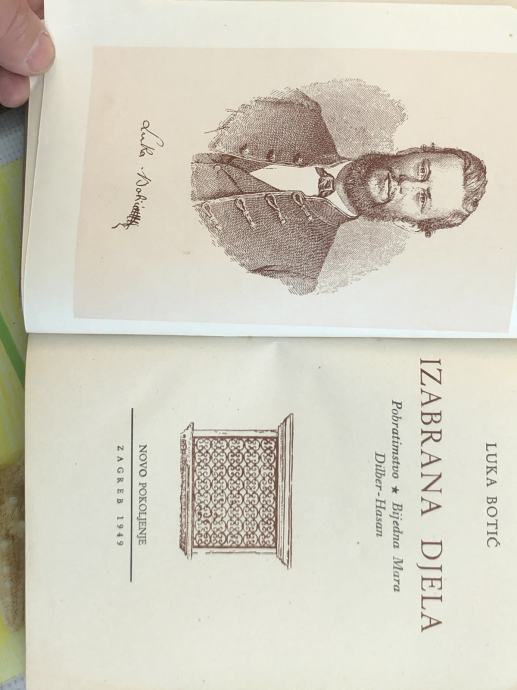 Luka Botić
LUKA BOTIĆ
IZABRANA DJELA
Pobratimstvo ★ Bijedna Mara
Dilber-Hasan
NOVO POKOLJENJE
ZAGREB 1949